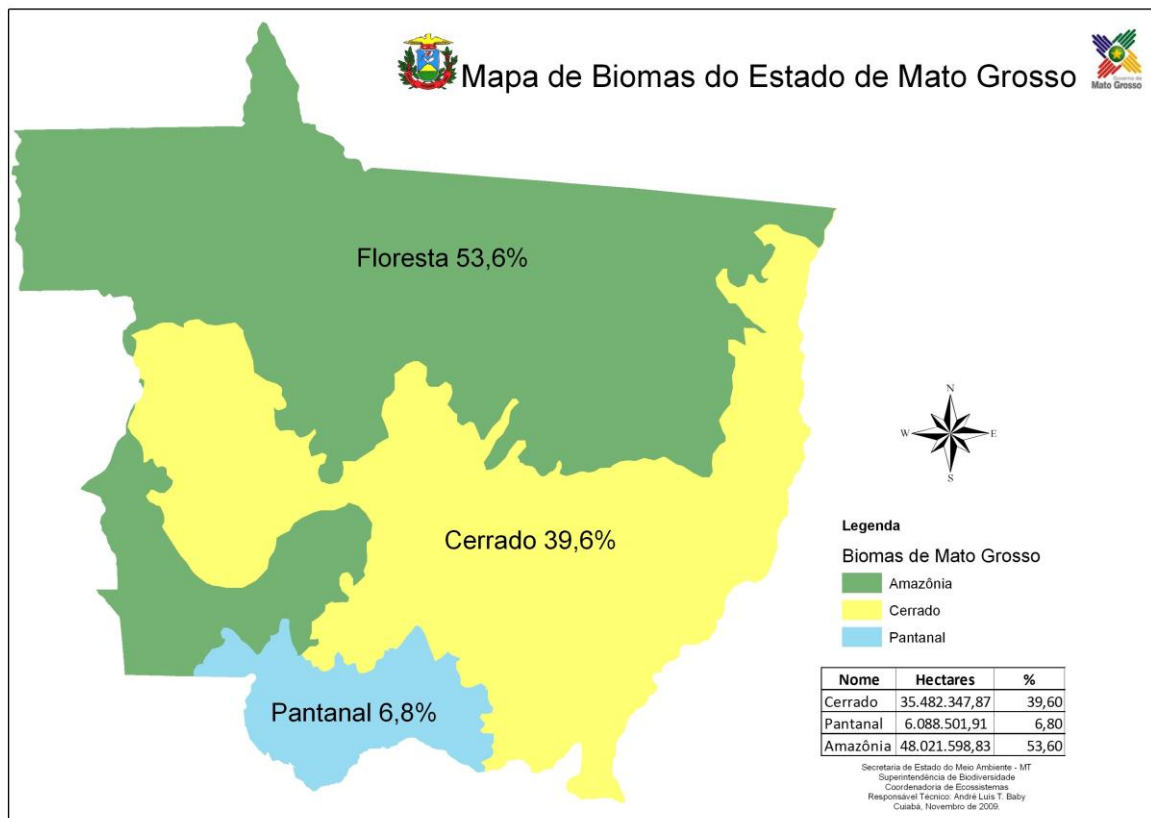 Mapa de Biomas do Estado de Mato Grosso
Governo de
Mato Grosso
Floresta 53,6%
Cerrado 39,6%
Pantanal 6,8%
N
W E
S
Legenda
Biomas de Mato Grosso
Amazônia
Cerrado
Pantanal
Nome Hectares %
Cerrado 35.482.347,87 39,60
Pantanal 6.088.501,91 6,80
Amazônia 48.021.598,83 53,60
Secretaria de Estado do Meio Ambiente - MT
Superintendência de Biodiversidade
Coordenadoria de Ecossistemas
Responsável Técnico: André Luis T. Baby
Cuiabá, Novembro de 2009.